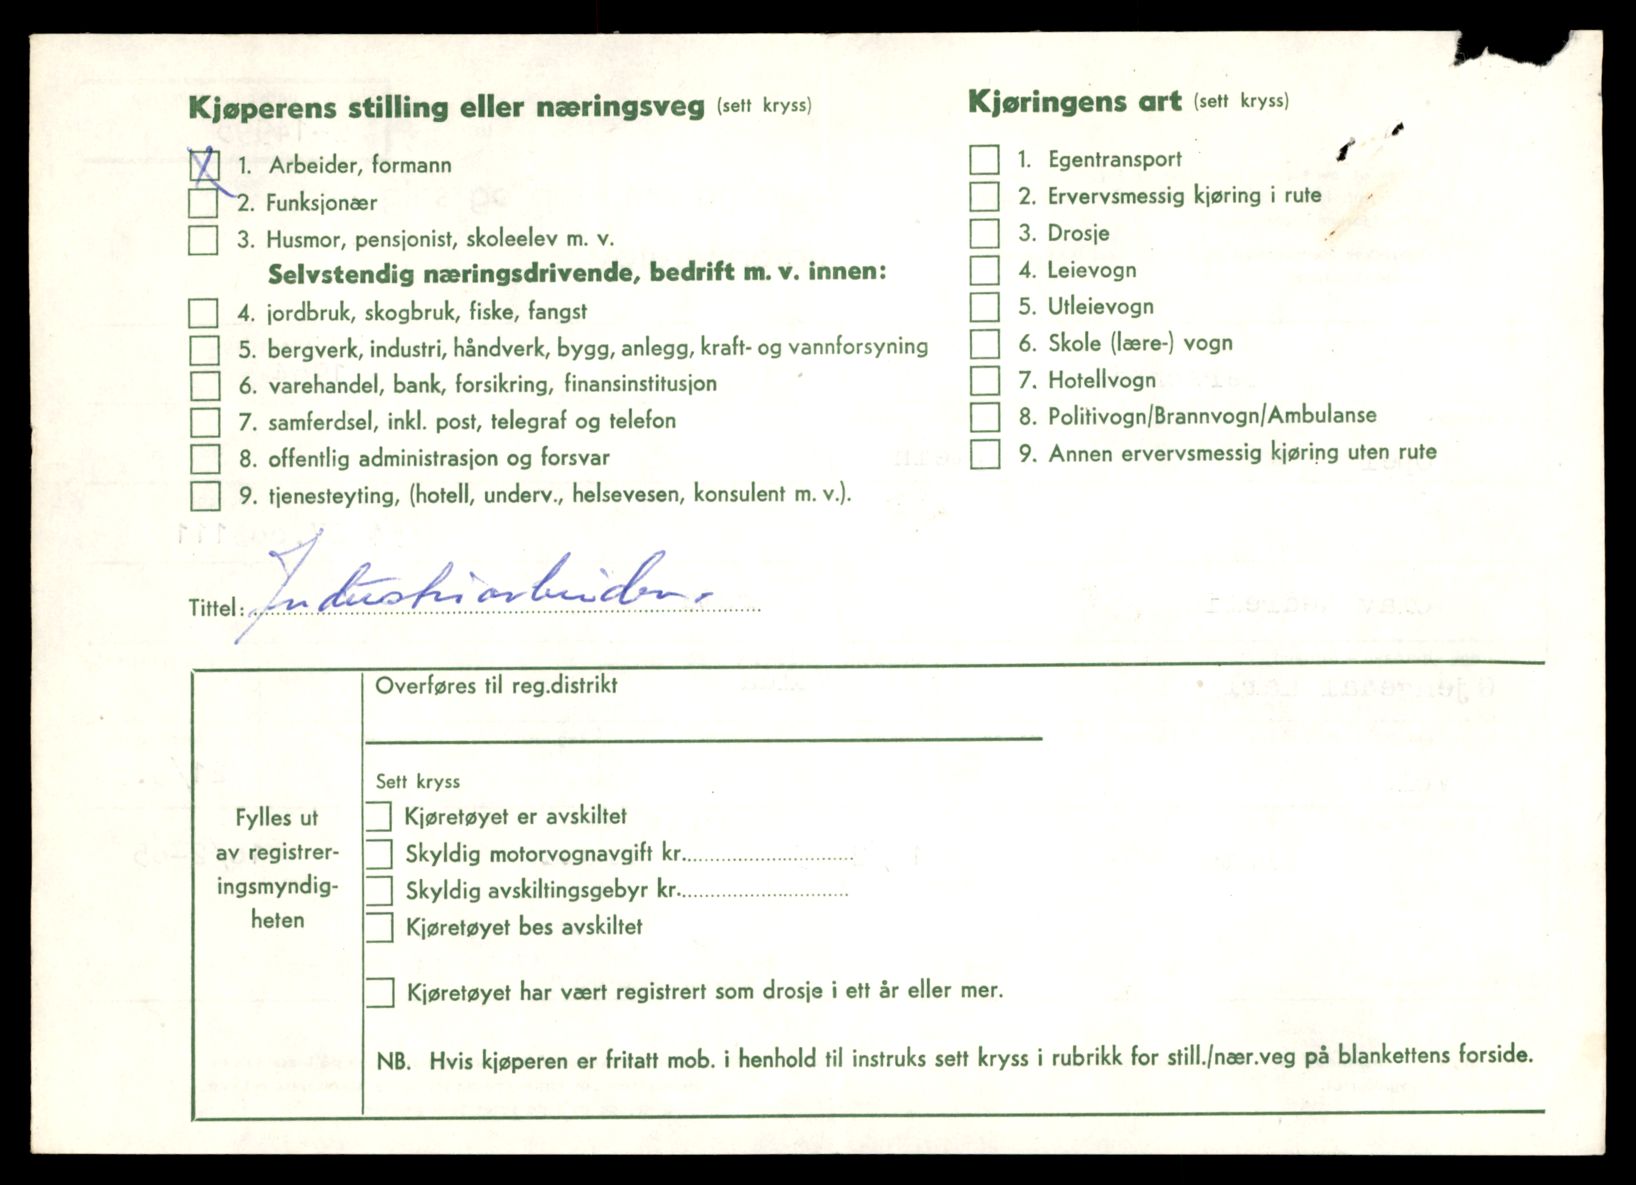 Kjøperens stilling eller næringsveg (sett kryss)
1. Arbeider, formann
2. Funksjonær
3. Husmor, pensjonist, skoleelev m. v.
Selvstendig næringsdrivende, bedrift m. v. innen:
4. jordbruk, skogbruk, fiske, fangst
5. bergverk, industri, håndverk, bygg, anlegg, kraft- og vannforsyning
6. varehandel, bank, forsikring, finansinstitusjon
7. samferdsel, inkl. post, telegraf og telefon
8. offentlig administrasjon og forsvar
9. tjenesteyting, (hotell, underv., helsevesen, konsulent m. v.).
Tittel: Industriarbeider.
Kjøringens art (sett kryss)
1. Egentransport
2. Ervervsmessig kjøring i rute
3. Drosje
4. Leievogn
5. Utleievogn
6. Skole (lære-) vogn
7. Hotellvogn
8. Politivogn/Brannvogn/Ambulanse
9. Annen ervervsmessig kjøring uten rute
Fylles ut
av registrer-
ingsmyndig-
heten
Overføres til reg.distrikt
Sett kryss
Kjøretøyet er avskiltet
Skyldig motorvognavgift kr.
Skyldig avskiltingsgebyr kr.
Kjøretøyet bes avskiltet
Kjøretøyet har vært registrert som drosje i ett år eller mer.
NB. Hvis kjøperen er fritatt mob. i henhold til instruks sett kryss i rubrikk for still./nær.veg på blankettens forside.